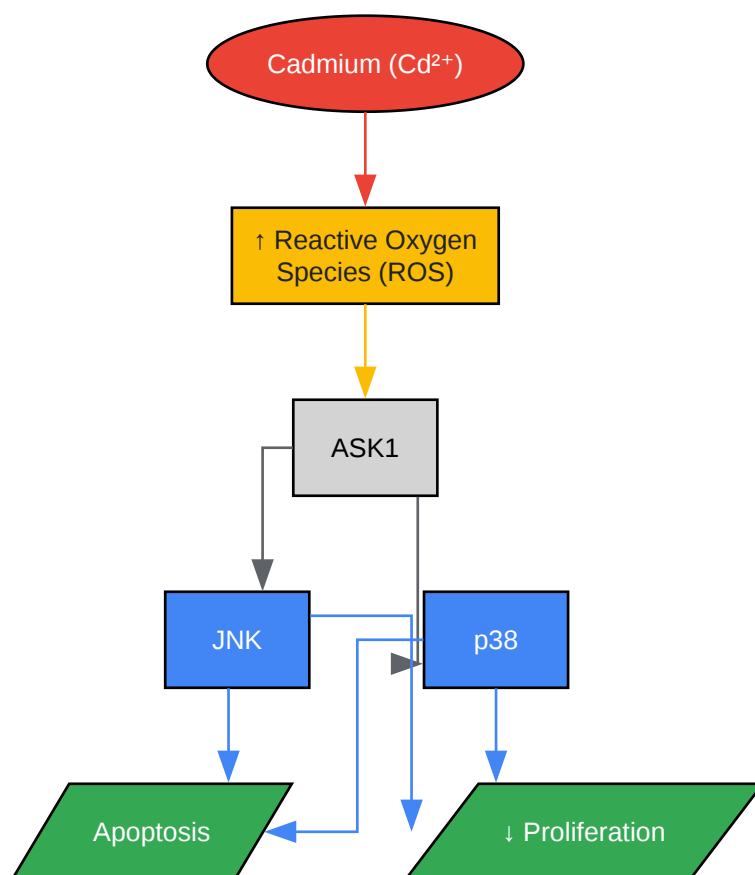 Cadmium (Cd²⁺)
↑ Reactive Oxygen
Species (ROS)
ASK1
JNK
p38
Apoptosis
↓ Proliferation